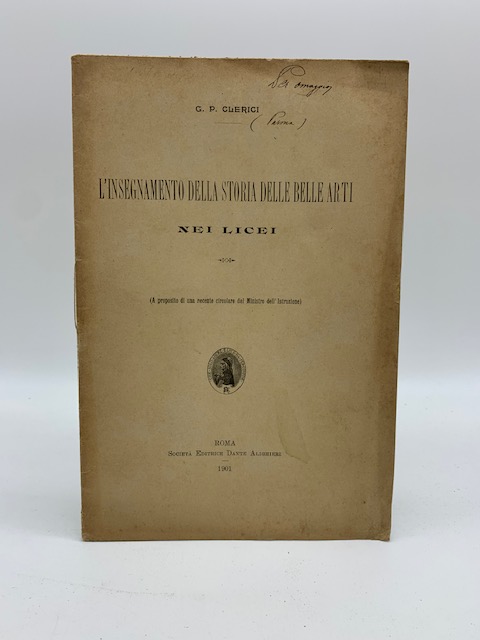 G. P. CLERICI
(Parma)
L'INSEGNAMENTO DELLA STORIA DELLE BELLE ARTI
NEI LICEI
(A proposito di una recente circolare del Ministro dell'Istruzione)
ROMA
SOCIETÀ EDITRICE DANTE ALIGHIERI
1901